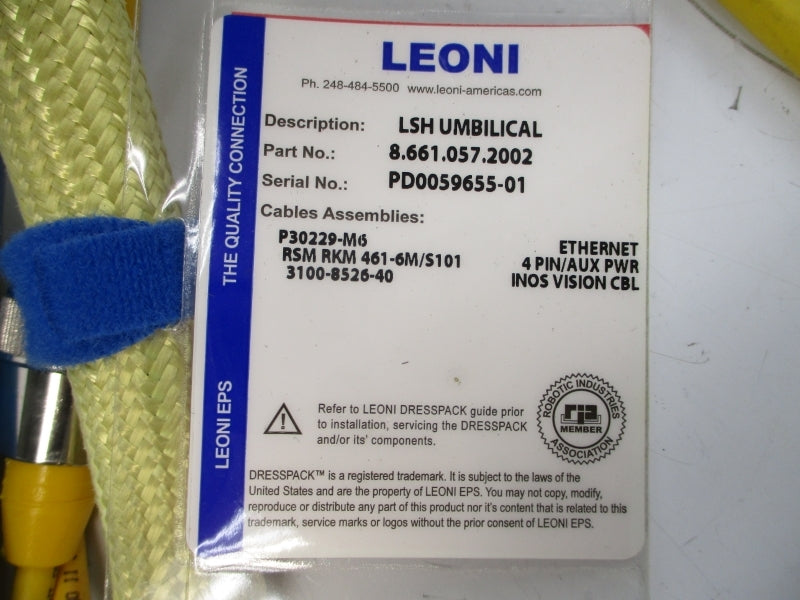 LEONI
Ph. 248-484-5500 www.leoni-americas.com
THE QUALITY CONNECTION
LEONI EPS
Description: LSH UMBILICAL
Part No.: 8.661.057.2002
Serial No.: PD0059655-01
Cables Assemblies:
P30229-M6 ETHERNET
RSM RKM 461-6M/S101 4 PIN/AUX PWR
3100-8526-40 INOS VISION CBL
Refer to LEONI DRESSPACK guide prior
to installation, servicing the DRESSPACK
and/or its' components.
ROBOTIC INDUSTRIES
ria
MEMBER
ASSOCIATION
DRESSPACK™ is a registered trademark. It is subject to the laws of the
United States and are the property of LEONI EPS. You may not copy, modify,
reproduce or distribute any part of this product nor it's content that is related to this
trademark, service marks or logos without the prior consent of LEONI EPS.